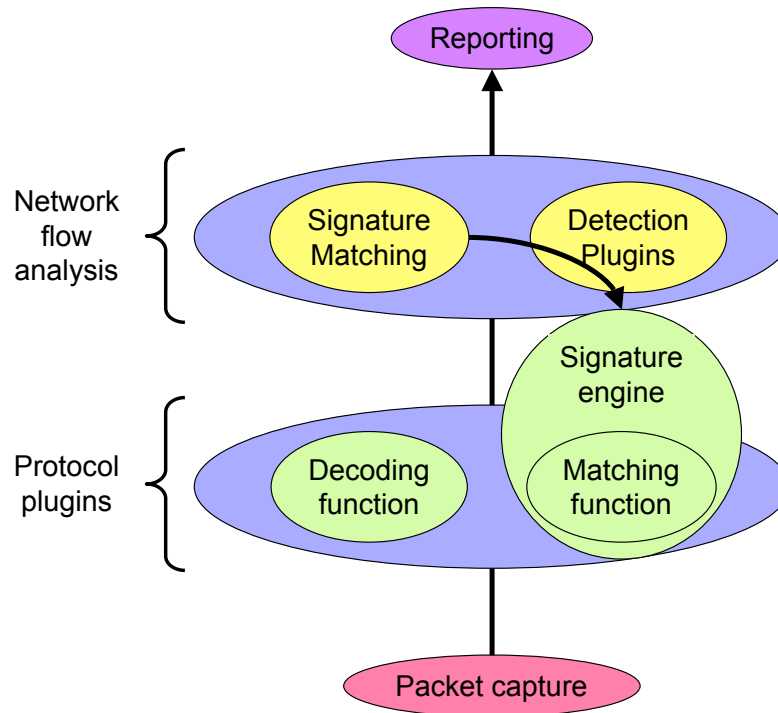 Reporting
Network
flow
analysis
Signature
Matching
Detection
Plugins
Signature
engine
Protocol
plugins
Decoding
function
Matching
function
Packet capture